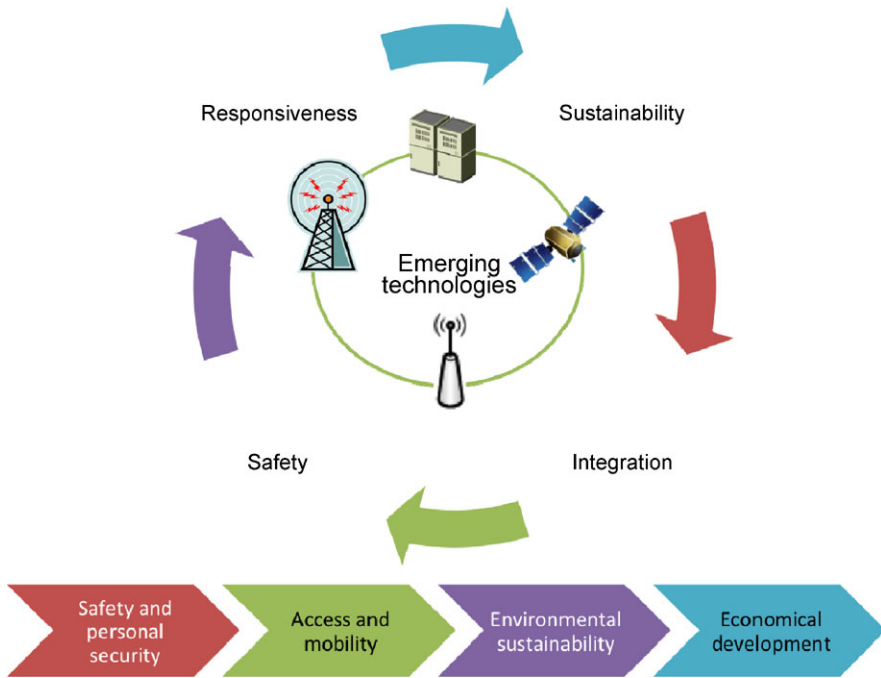 Responsiveness
Sustainability
Emerging
technologies
Safety
Integration
Safety and
personal
security
Access and
mobility
Environmental
sustainability
Economical
development